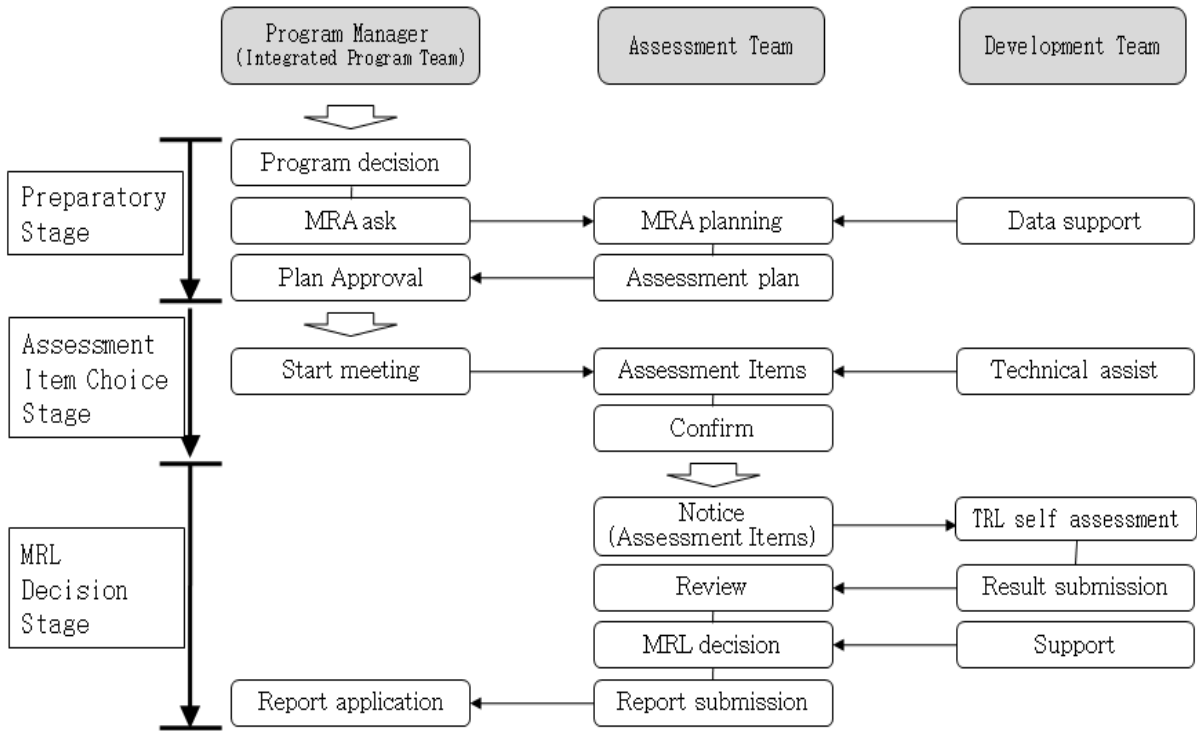 Program Manager
(Integrated Program Team)
Assessment Team
Development Team
Preparatory
Stage
Program decision
MRA ask
MRA planning
Data support
Plan Approval
Assessment plan
Assessment
Item Choice
Stage
Start meeting
Assessment Items
Technical assist
Confirm
MRL
Decision
Stage
Notice
(Assessment Items)
TRL self assessment
Review
Result submission
MRL decision
Support
Report application
Report submission